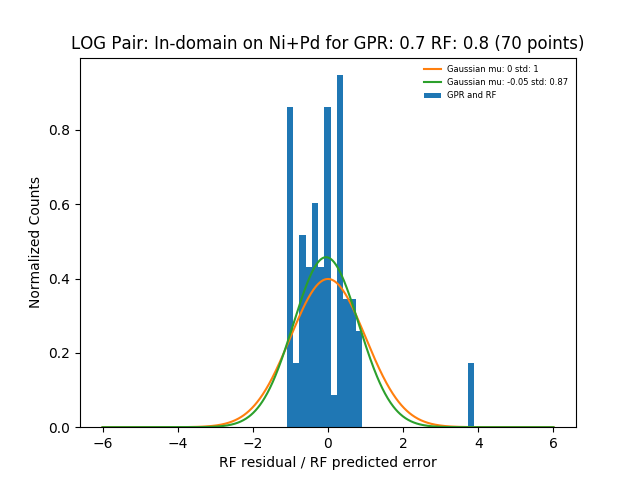 LOG Pair: In-domain on Ni+Pd for GPR: 0.7 RF: 0.8 (70 points)
Gaussian mu: 0 std: 1
Gaussian mu: -0.05 std: 0.87
GPR and RF
Normalized Counts
0.8
0.6
0.4
0.2
0.0
−6
−4
−2
0
2
4
6
RF residual / RF predicted error